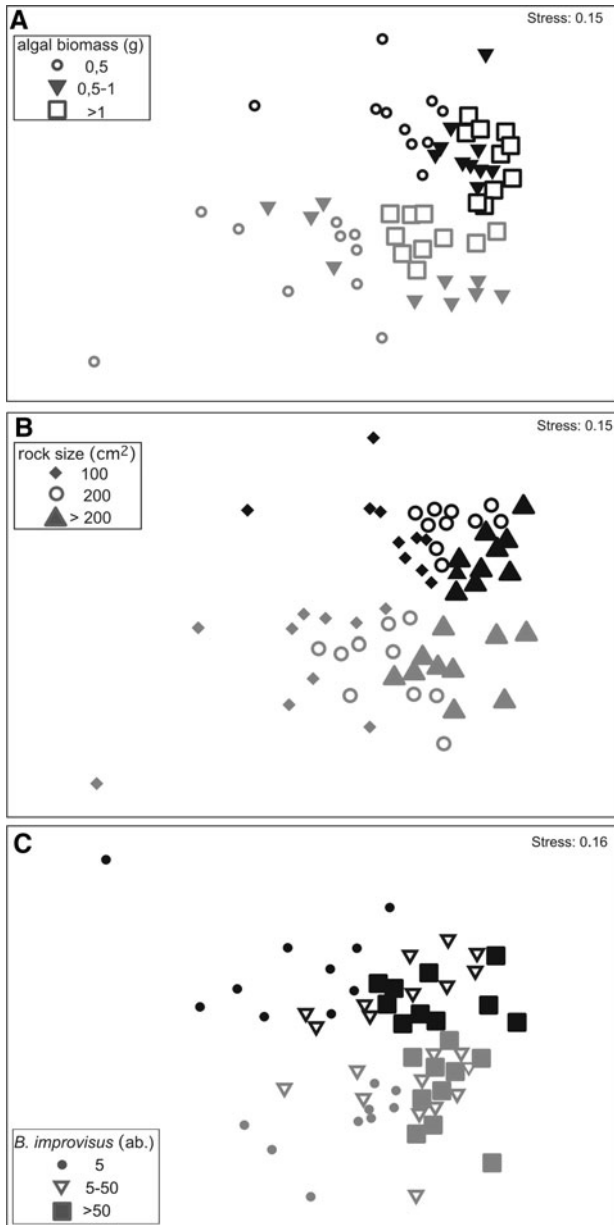 A
Stress: 0.15
algal biomass (g)
0,5
0,5-1
>1
B
Stress: 0.15
rock size (cm²)
100
200
> 200
C
Stress: 0.16
B. improvisus (ab.)
5
5-50
>50